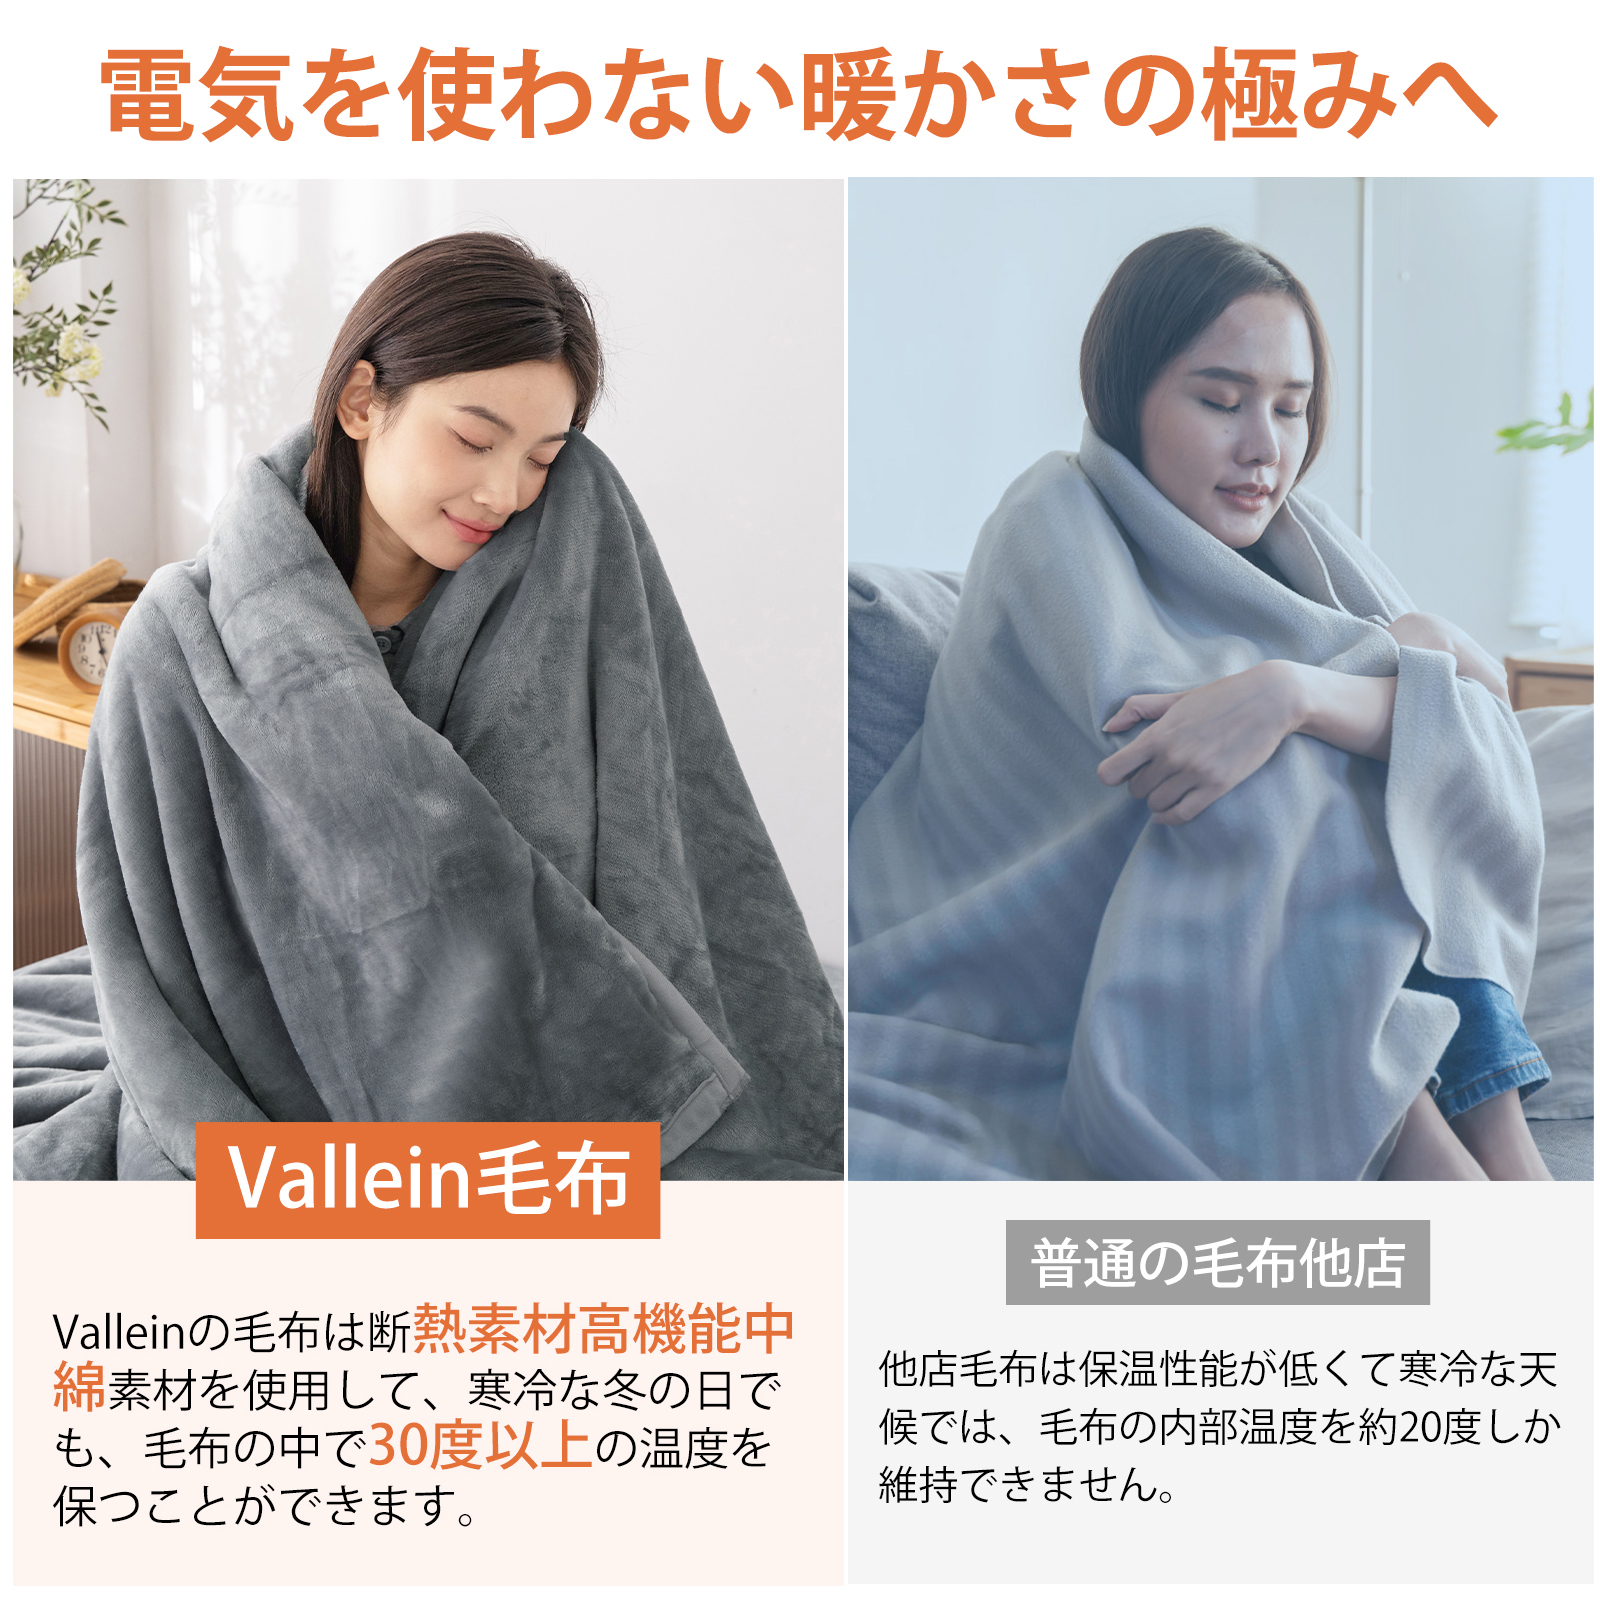 電気を使わない暖かさの極みへ
Vallein毛布
Valleinの毛布は断熱素材高機能中
綿素材を使用して、寒冷な冬の日で
も、毛布の中で30度以上の温度を
保つことができます。
普通の毛布他店
他店毛布は保温性能が低くて寒冷な天
候では、毛布の内部温度を約20度しか
維持できません。